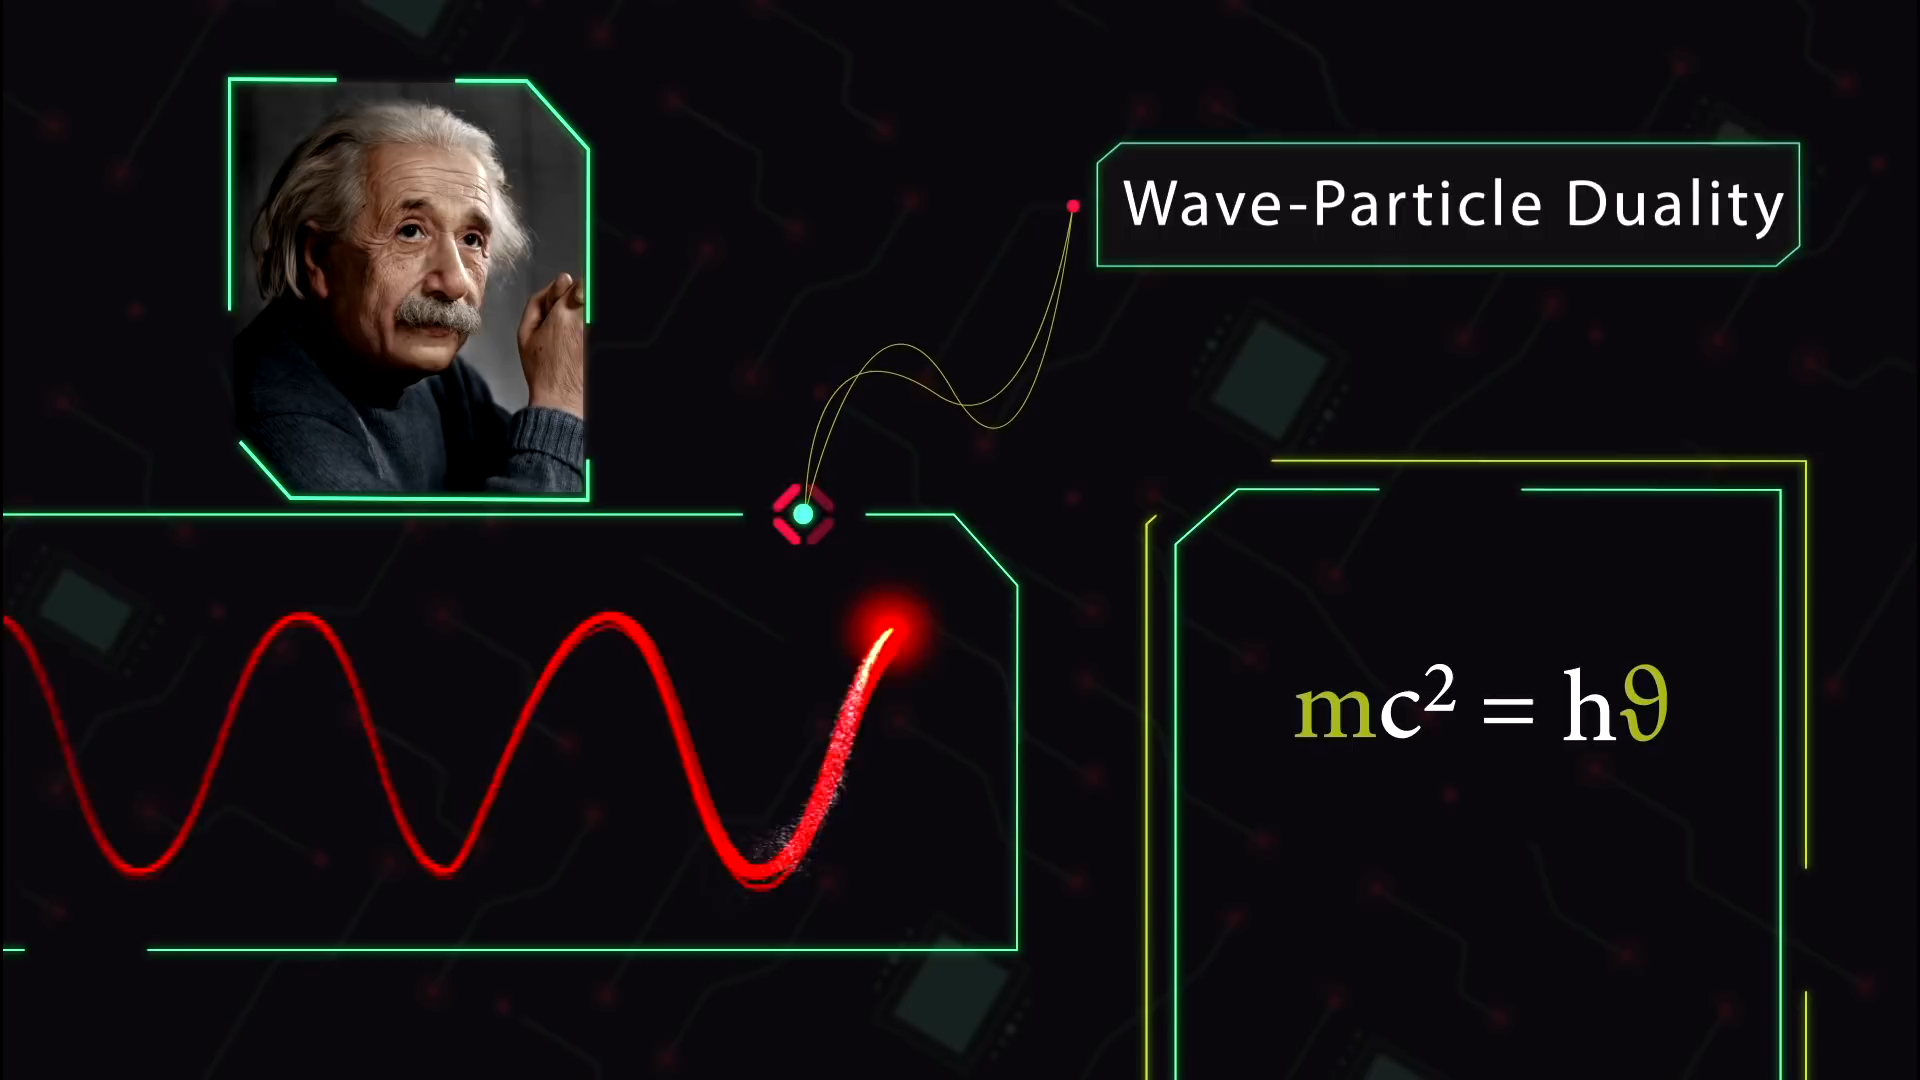 Wave-Particle Duality
mc² = hϑ